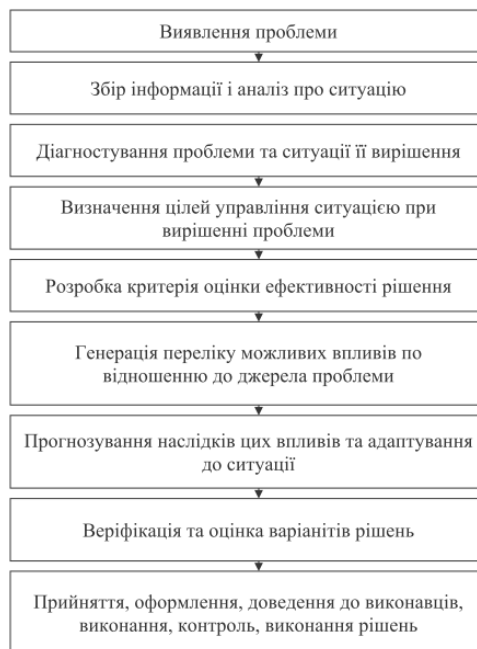 Виявлення проблеми
Збір інформації і аналіз про ситуацію
Діагностування проблеми та ситуації її вирішення
Визначення цілей управління ситуацією при
вирішенні проблеми
Розробка критерія оцінки ефективності рішення
Генерація переліку можливих впливів по
відношенню до джерела проблеми
Прогнозування наслідків цих впливів та адаптування
до ситуації
Веріфікація та оцінка варіанітів рішень
Прийняття, оформлення, доведення до виконавців,
виконання, контроль, виконання рішень